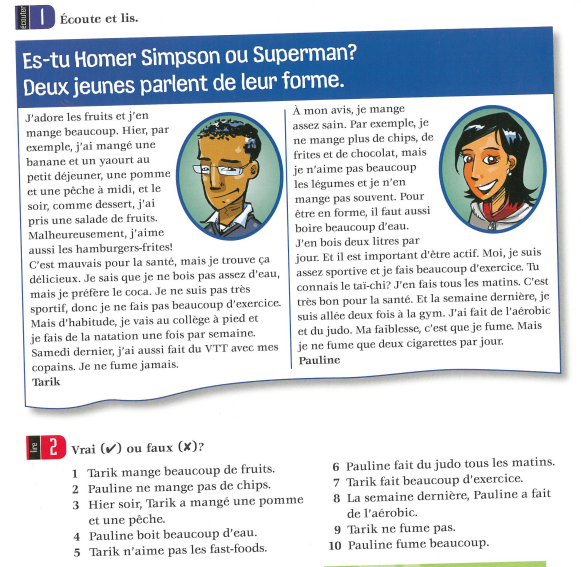 écouter 1 Écoute et lis.
Es-tu Homer Simpson ou Superman?
Deux jeunes parlent de leur forme.
J'adore les fruits et j'en
mange beaucoup. Hier, par
exemple, j'ai mangé une
banane et un yaourt au
petit déjeuner, une pomme
et une pêche à midi, et le
soir, comme dessert, j'ai
pris une salade de fruits.
Malheureusement, j'aime
aussi les hamburgers-frites!
C'est mauvais pour la santé, mais je trouve ça
délicieux. Je sais que je ne bois pas assez d'eau,
mais je préfère le coca. Je ne suis pas très
sportif, donc je ne fais pas beaucoup d'exercice.
Mais d'habitude, je vais au collège à pied et
je fais de la natation une fois par semaine.
Samedi dernier, j'ai aussi fait du VTT avec mes
copains. Je ne fume jamais.
Tarik
À mon avis, je mange
assez sain. Par exemple, je
ne mange plus de chips, de
frites et de chocolat, mais
je n'aime pas beaucoup
les légumes et je n'en
mange pas souvent. Pour
être en forme, il faut aussi
boire beaucoup d'eau.
J'en bois deux litres par
jour. Et il est important d'être actif. Moi, je suis
assez sportive et je fais beaucoup d'exercice. Tu
connais le taï-chi? J'en fais tous les matins. C'est
très bon pour la santé. Et la semaine dernière, je
suis allée deux fois à la gym. J'ai fait de l'aérobic
et du judo. Ma faiblesse, c'est que je fume. Mais
je ne fume que deux cigarettes par jour.
Pauline
lire 2 Vrai (✔) ou faux (✘)?
1 Tarik mange beaucoup de fruits.
2 Pauline ne mange pas de chips.
3 Hier soir, Tarik a mangé une pomme
et une pêche.
4 Pauline boit beaucoup d'eau.
5 Tarik n'aime pas les fast-foods.
6 Pauline fait du judo tous les matins.
7 Tarik fait beaucoup d'exercice.
8 La semaine dernière, Pauline a fait
de l'aérobic.
9 Tarik ne fume pas.
10 Pauline fume beaucoup.